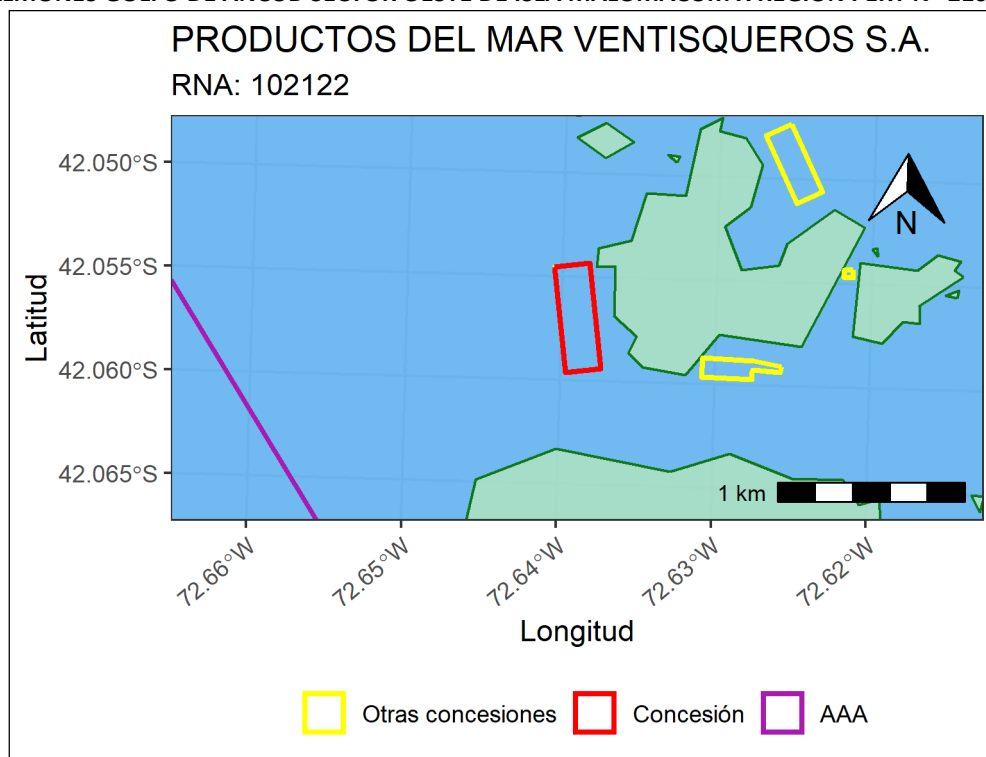 PRODUCTOS DEL MAR VENTISQUEROS S.A.
RNA: 102122
42.050°S
42.055°S
42.060°S
42.065°S
Latitud
N
1 km
72.66°W
72.65°W
72.64°W
72.63°W
72.62°W
Longitud
Otras concesiones
Concesión
AAA